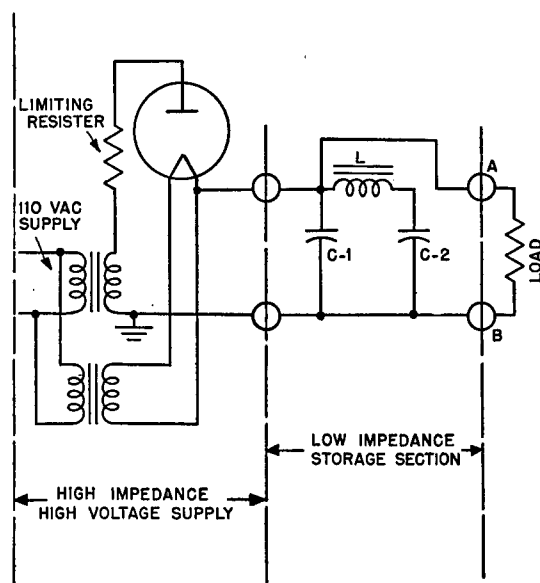 LIMITING
RESISTER
110 VAC
SUPPLY
L
C-1
C-2
A
B
LOAD
LOW IMPEDANCE
STORAGE SECTION
HIGH IMPEDANCE
HIGH VOLTAGE SUPPLY